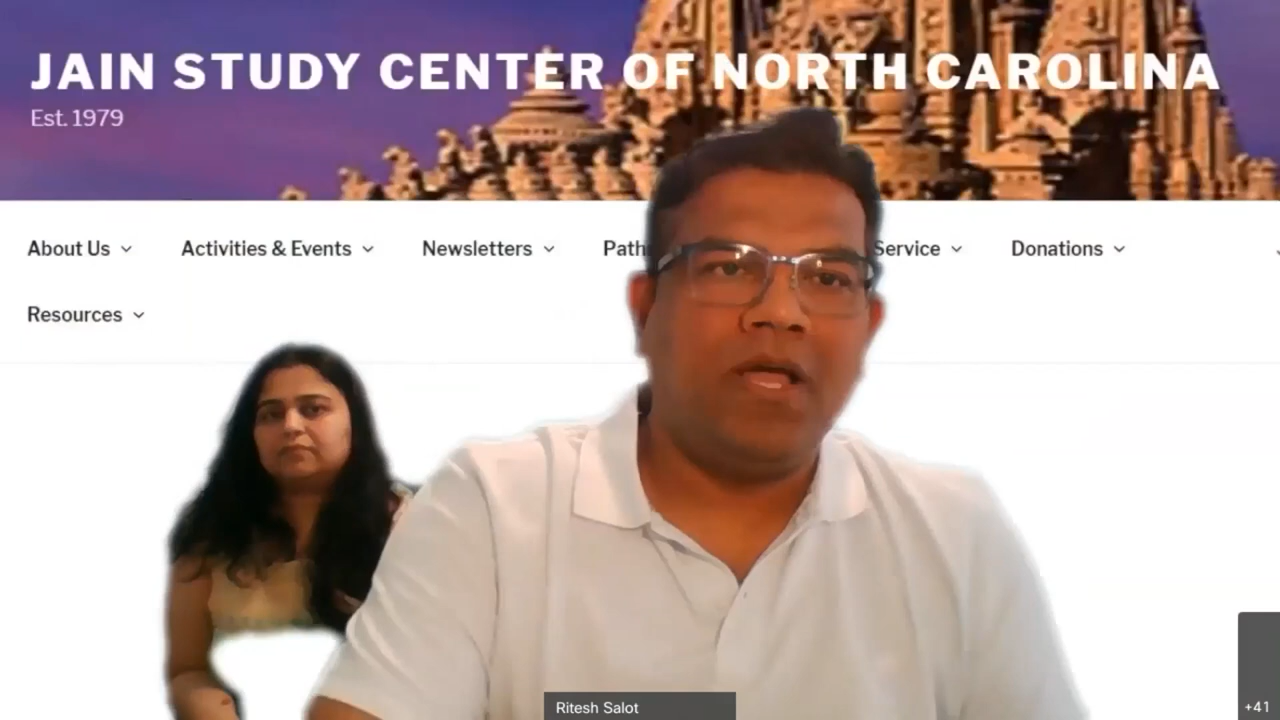 JAIN STUDY CENTER OF NORTH CAROLINA
Est. 1979
About Us Activities & Events Newsletters Path Service Donations
Resources
Ritesh Salot
+41